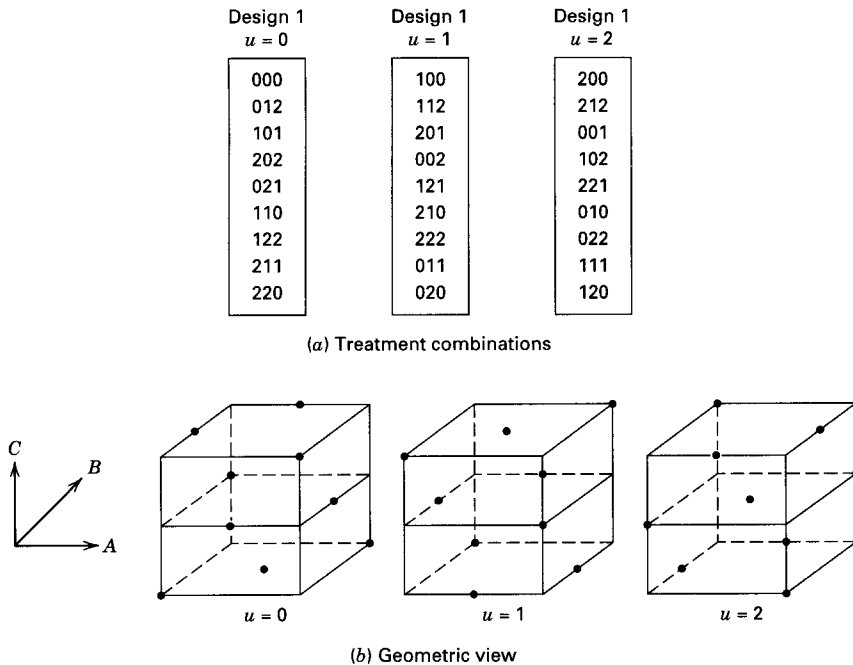 Design 1 Design 1 Design 1
u = 0 u = 1 u = 2
000 100 200
012 112 212
101 201 001
202 002 102
021 121 221
110 210 010
122 222 022
211 011 111
220 020 120
(a) Treatment combinations
C
B
A
u = 0 u = 1 u = 2
(b) Geometric view